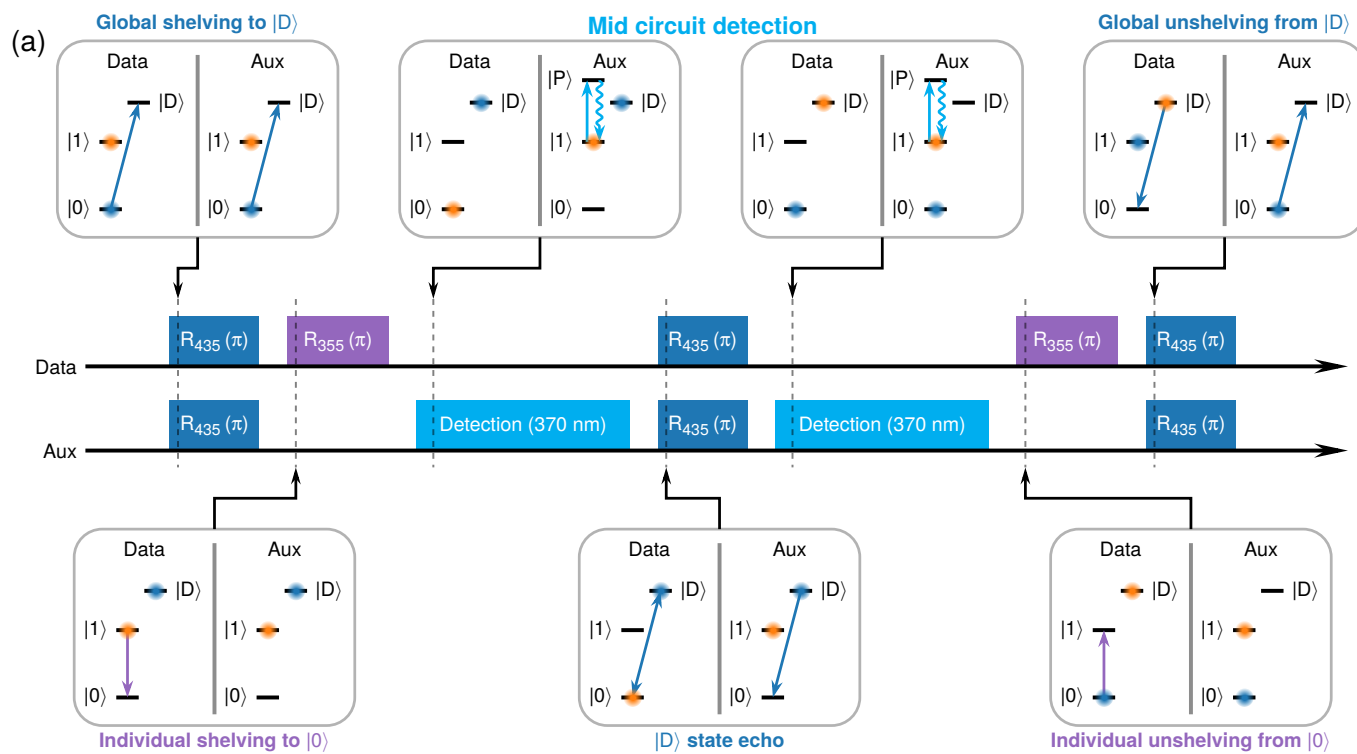 (a)
Global shelving to |D⟩
Mid circuit detection
Global unshelving from |D⟩
Data Aux
|D⟩ |D⟩
|1⟩ |1⟩
|0⟩ |0⟩
Data Aux
|P⟩
|D⟩ |D⟩
|1⟩ |1⟩
|0⟩ |0⟩
Data Aux
|P⟩
|D⟩ |D⟩
|1⟩ |1⟩
|0⟩ |0⟩
Data Aux
|D⟩ |D⟩
|1⟩ |1⟩
|0⟩ |0⟩
R₄₃₅ (π) R₃₅₅ (π) R₄₃₅ (π) R₃₅₅ (π) R₄₃₅ (π)
Data
R₄₃₅ (π) Detection (370 nm) R₄₃₅ (π) Detection (370 nm) R₄₃₅ (π)
Aux
Data Aux
|D⟩ |D⟩
|1⟩ |1⟩
|0⟩ |0⟩
Individual shelving to |0⟩
Data Aux
|D⟩ |D⟩
|1⟩ |1⟩
|0⟩ |0⟩
|D⟩ state echo
Data Aux
|D⟩ |D⟩
|1⟩ |1⟩
|0⟩ |0⟩
Individual unshelving from |0⟩